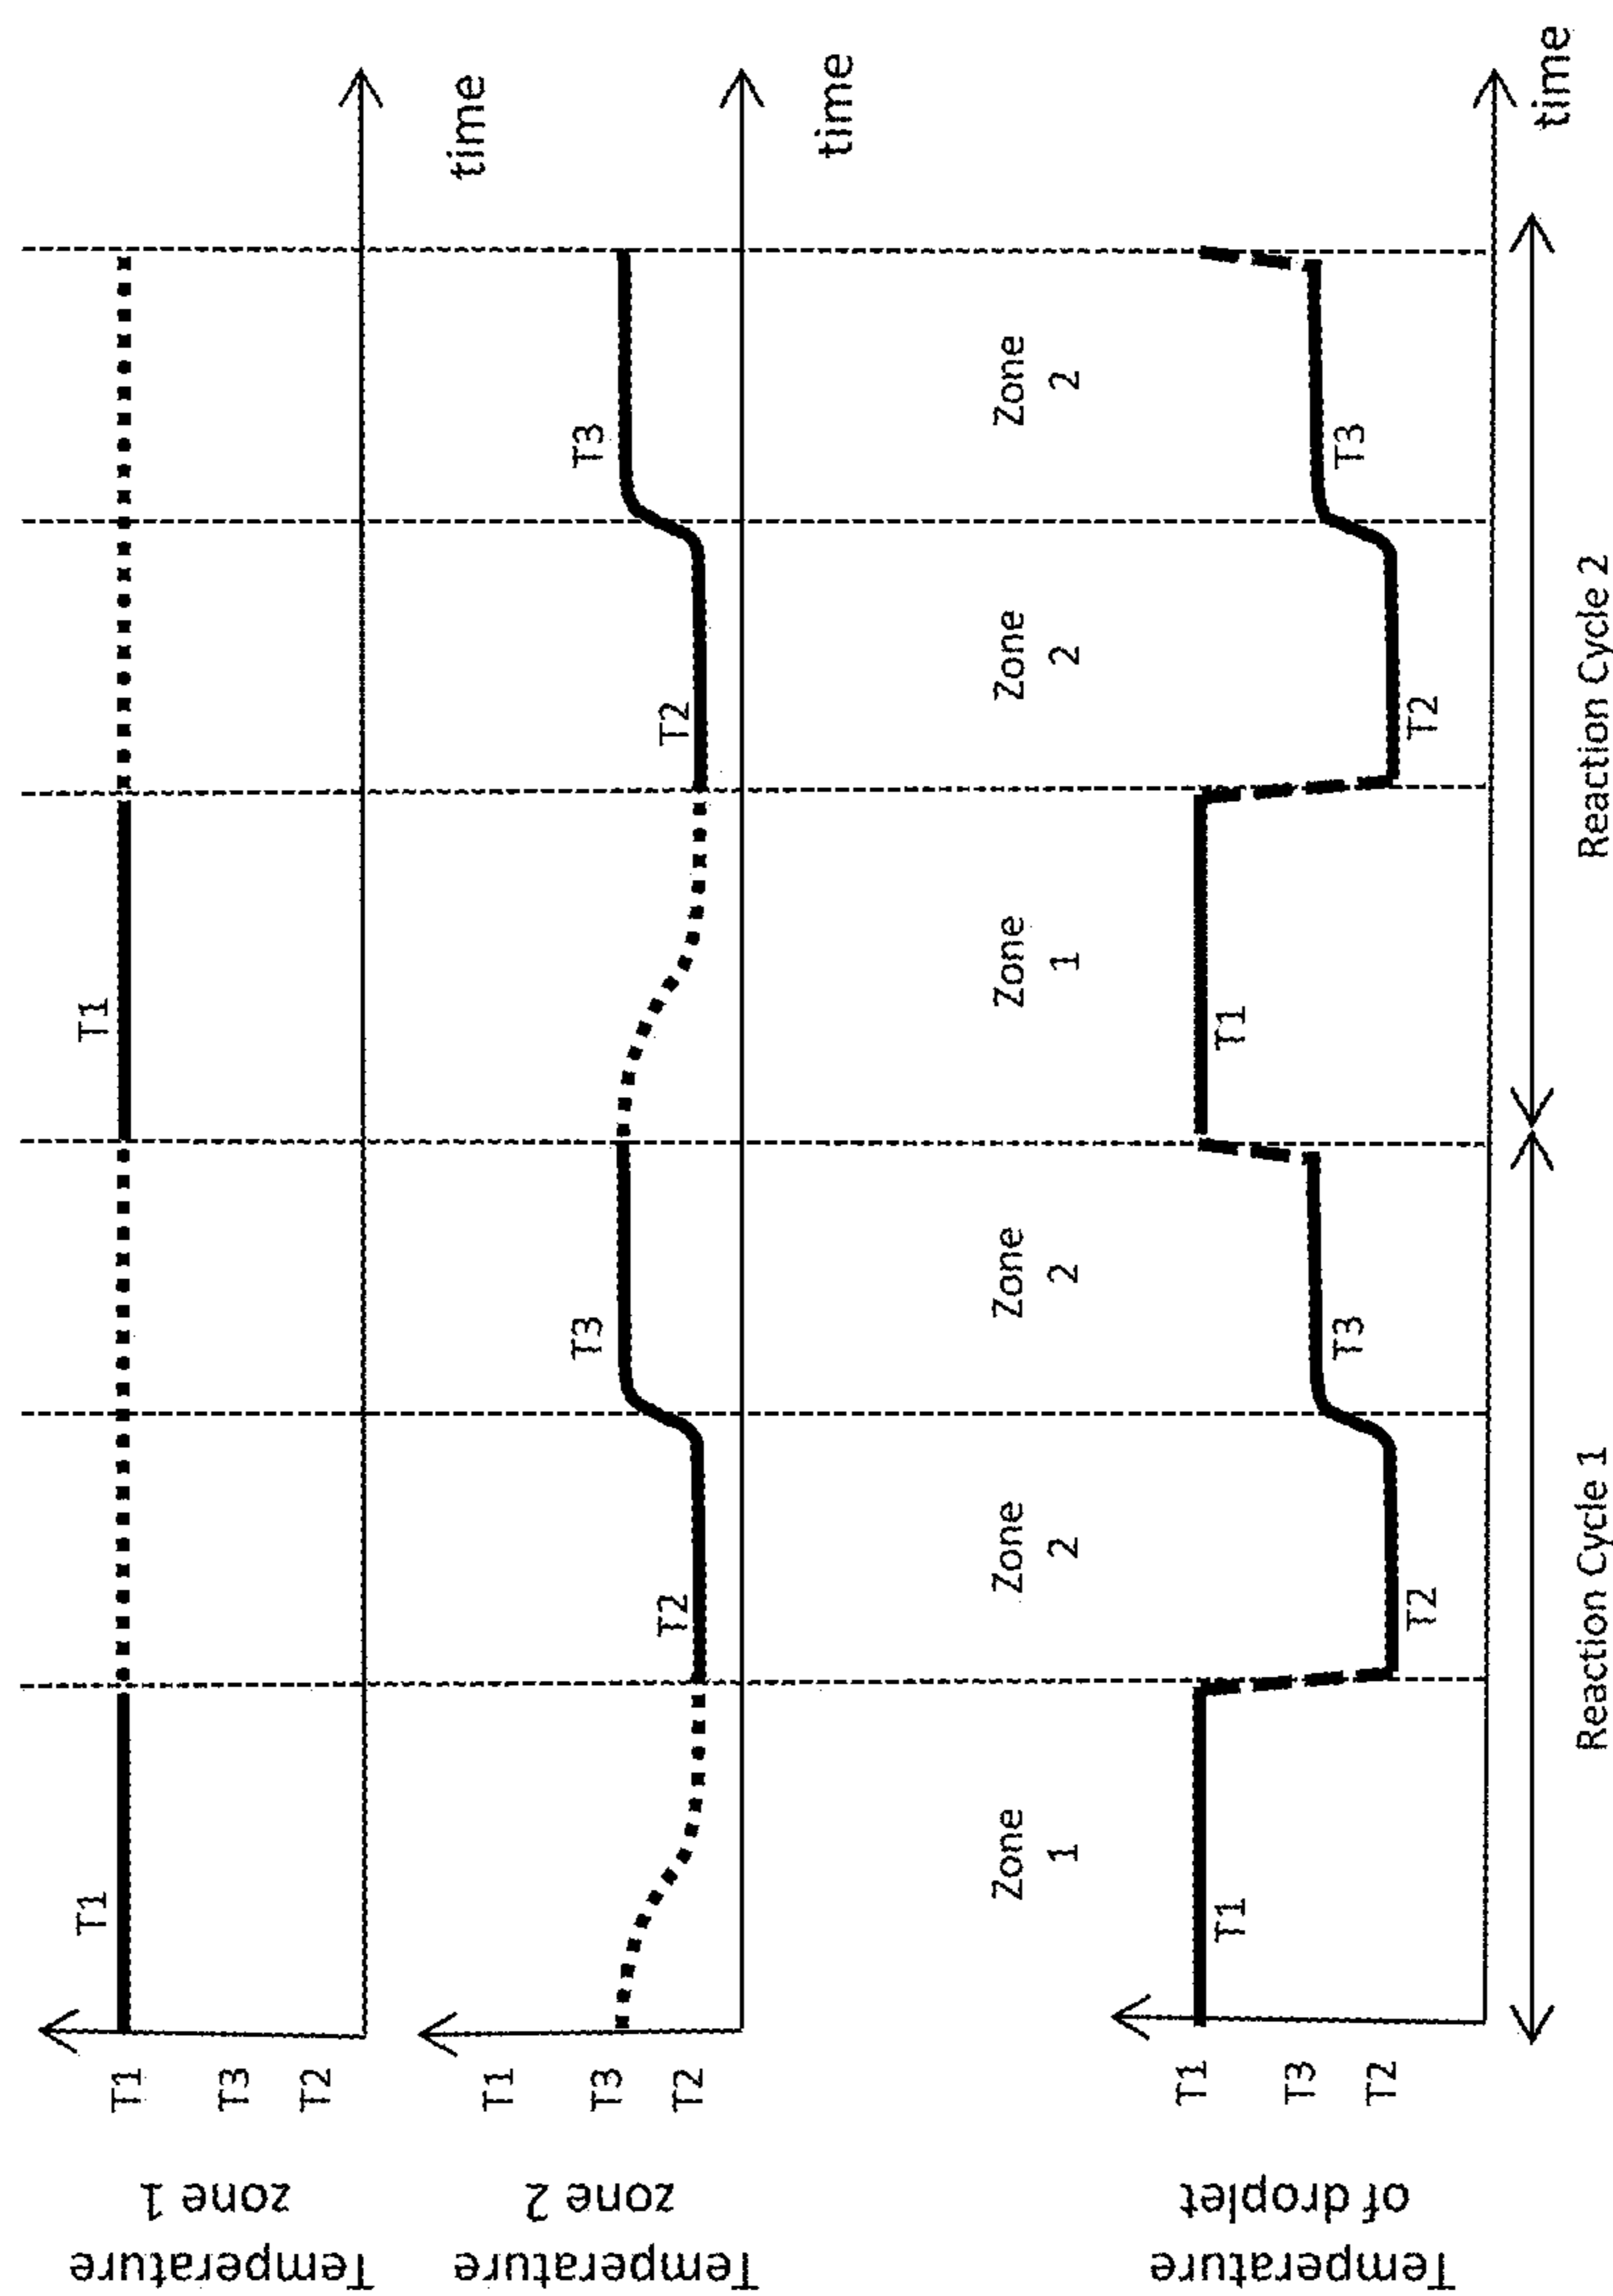 Temperature
zone 1
T1
T3
T2
T1
T1
time
Temperature
zone 2
T1
T3
T2
T2
T3
T2
T3
time
Zone
1
Zone
2
Zone
2
Zone
1
Zone
2
Zone
2
Temperature
of droplet
T1
T3
T2
T1
T2
T3
T1
T2
T3
time
Reaction Cycle 1
Reaction Cycle 2